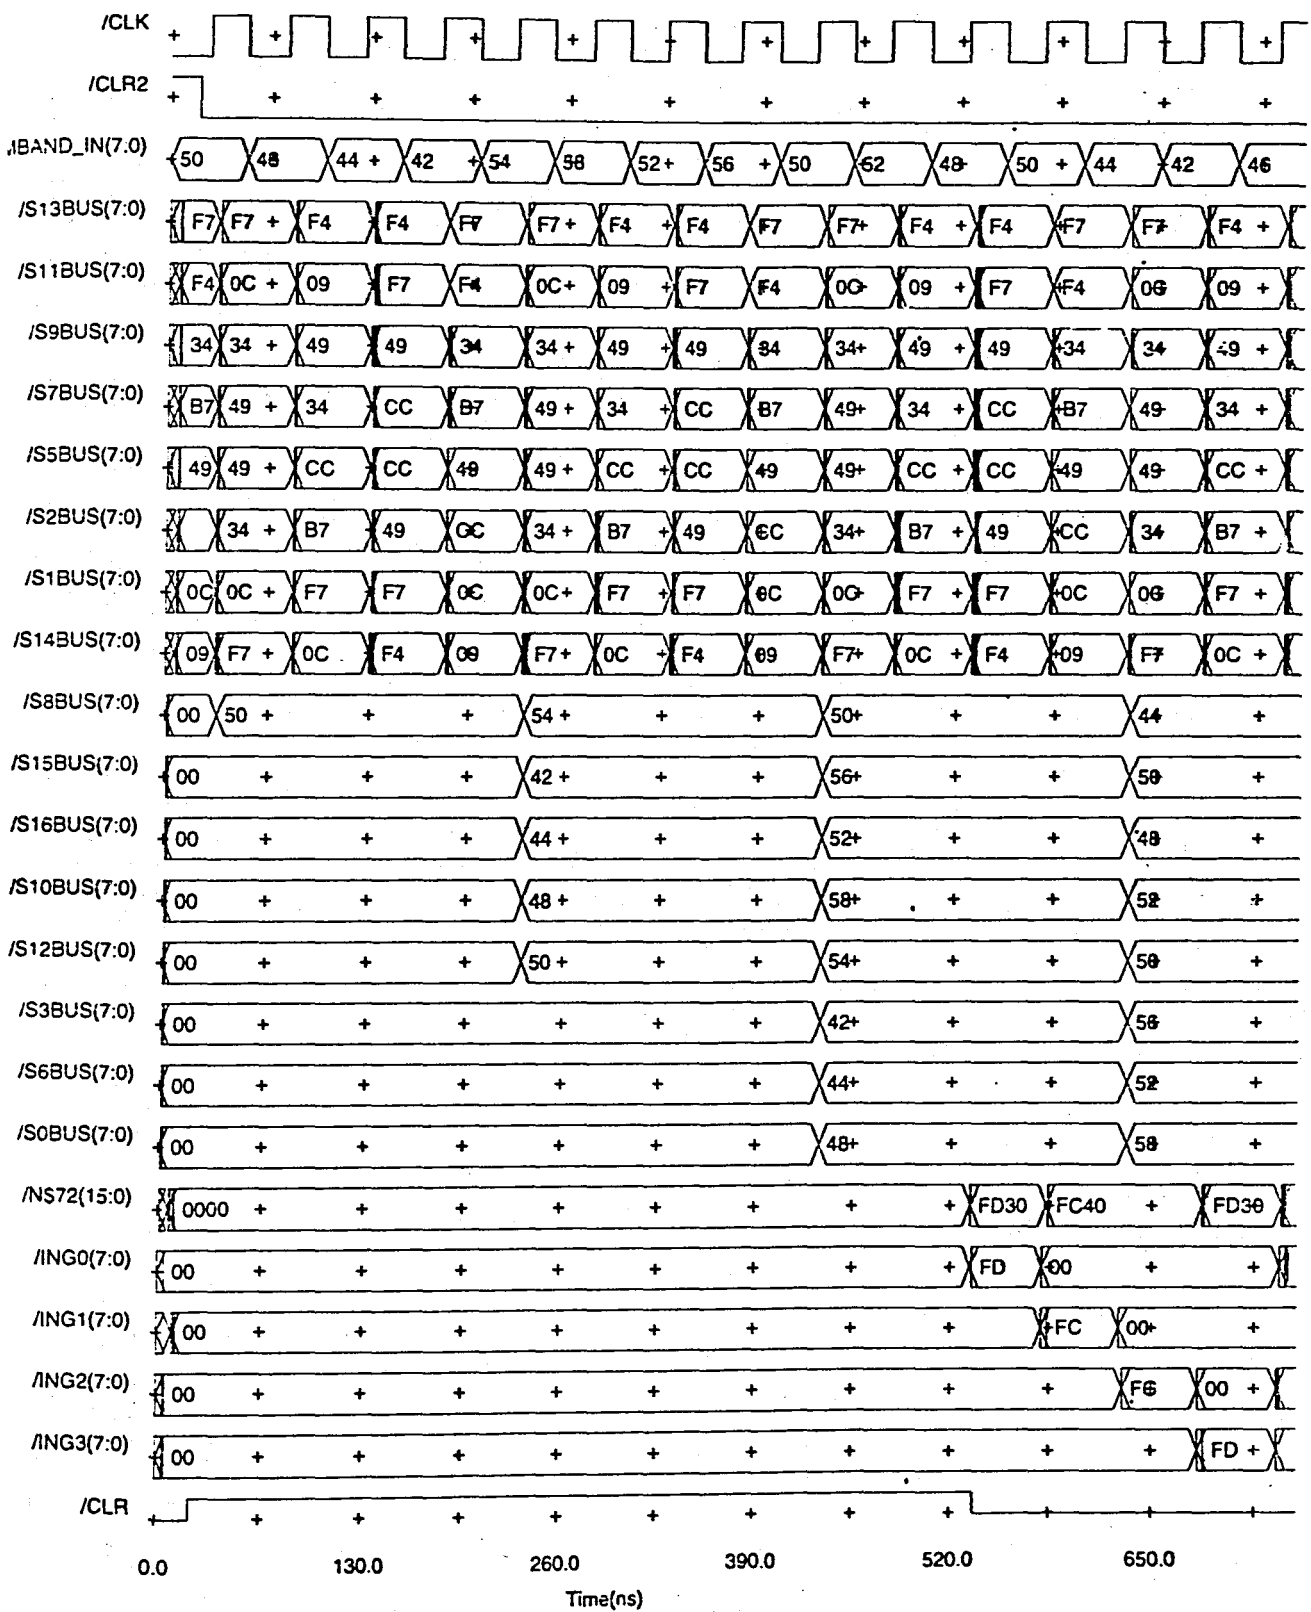 /CLK
/CLR2
IBAND_IN(7:0) 50 48 44 42 54 58 52 56 50 52 48 50 44 42 46
/S13BUS(7:0) F7 F7 F4 F4 F7 F7 F4 F4 F7 F7 F4 F4 F7 F7 F4
/S11BUS(7:0) F4 0C 09 F7 F4 0C 09 F7 F4 0C 09 F7 F4 0C 09
/S9BUS(7:0) 34 34 49 49 34 34 49 49 34 34 49 49 34 34 49
/S7BUS(7:0) B7 49 34 CC B7 49 34 CC B7 49 34 CC B7 49 34
/S5BUS(7:0) 49 49 CC CC 49 49 CC CC 49 49 CC CC 49 49 CC
/S2BUS(7:0) 34 B7 49 CC 34 B7 49 CC 34 B7 49 CC 34 B7
/S1BUS(7:0) 0C 0C F7 F7 0C 0C F7 F7 0C 0C F7 F7 0C 0C F7
/S14BUS(7:0) 09 F7 0C F4 09 F7 0C F4 09 F7 0C F4 09 F7 0C
/S8BUS(7:0) 00 50 54 50 44
/S15BUS(7:0) 00 42 56 50
/S16BUS(7:0) 00 44 52 48
/S10BUS(7:0) 00 48 58 52
/S12BUS(7:0) 00 50 54 50
/S3BUS(7:0) 00 42 56
/S6BUS(7:0) 00 44 52
/S0BUS(7:0) 00 48 58
/NS72(15:0) 0000 FD30 FC40 FD30
/ING0(7:0) 00 FD 00
/ING1(7:0) 00 FC 00
/ING2(7:0) 00 FC 00
/ING3(7:0) 00 FD
/CLR
0.0 130.0 260.0 390.0 520.0 650.0
Time(ns)